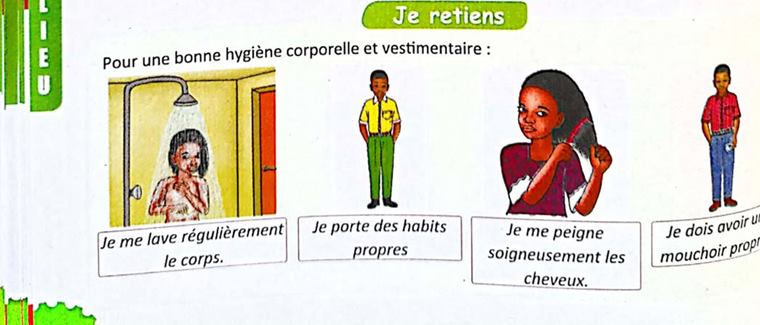 Je retiens
LIEU
Pour une bonne hygiène corporelle et vestimentaire :
Je me lave régulièrement
le corps.
Je porte des habits
propres
Je me peigne
soigneusement les
cheveux.
Je dois avoir
mouchoir